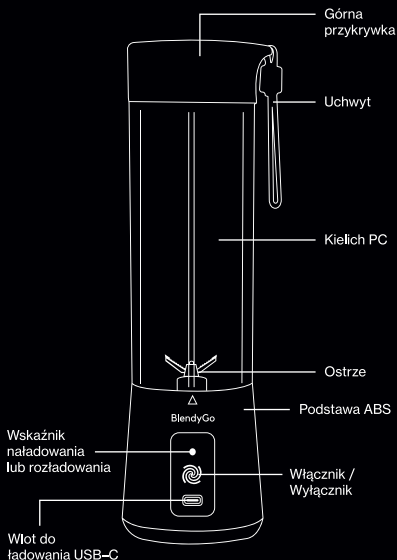 Górna
przykrywka
Uchwyt
Kielich PC
Ostrze
Podstawa ABS
BlendyGo
Wskaźnik
naładowania
lub rozładowania
Włącznik /
Wyłącznik
Wlot do
ładowania USB-C